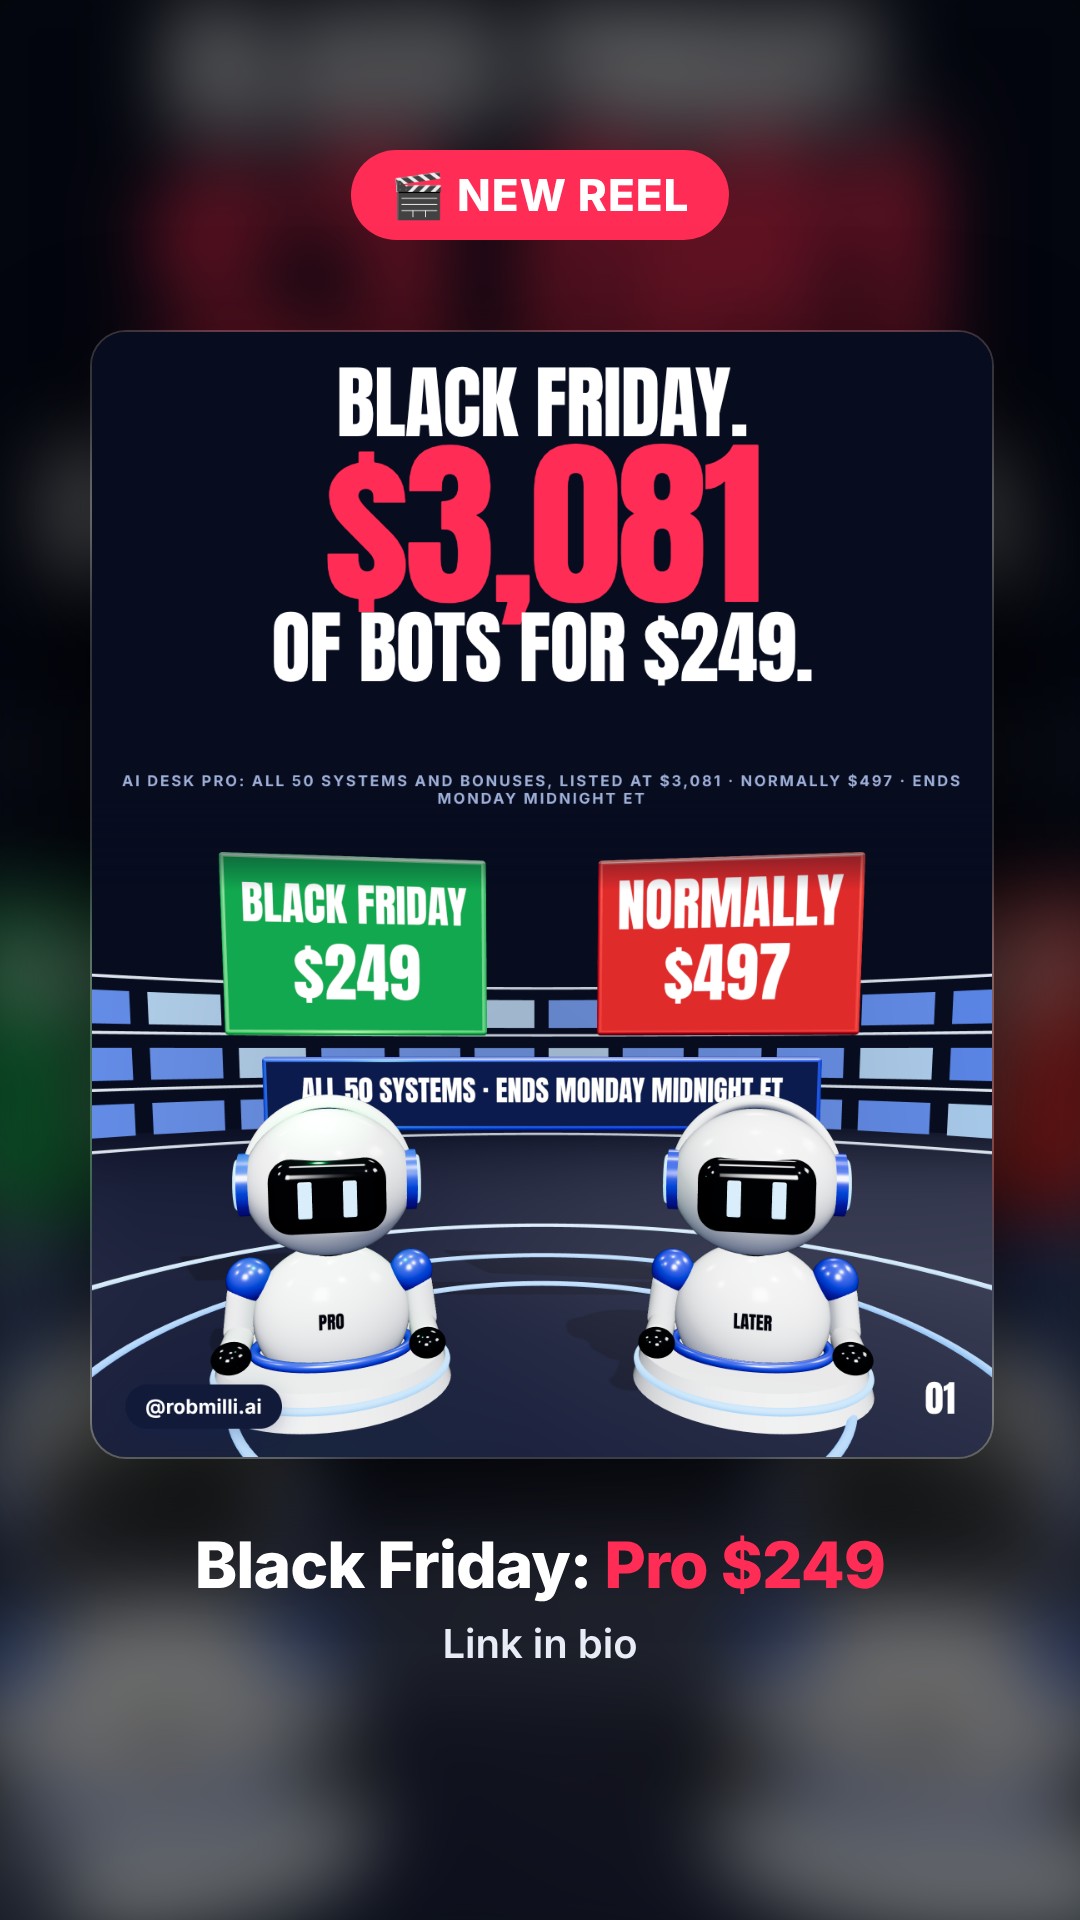 🎬 NEW REEL
BLACK FRIDAY.
$3,081
OF BOTS FOR $249.
AI DESK PRO: ALL 50 SYSTEMS AND BONUSES, LISTED AT $3,081 · NORMALLY $497 · ENDS
MONDAY MIDNIGHT ET
BLACK FRIDAY
$249
NORMALLY
$497
ALL 50 SYSTEMS · ENDS MONDAY MIDNIGHT ET
PRO
LATER
@robmilli.ai
01
Black Friday: Pro $249
Link in bio